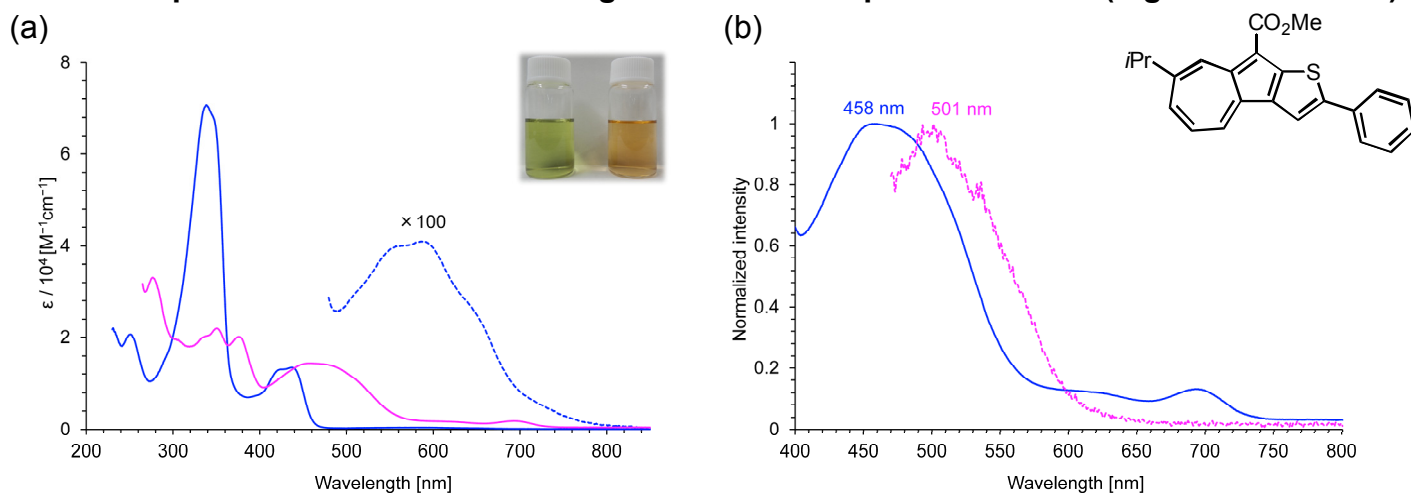 (a)
(b)
8
6
4
2
0
ε / 10⁴ [M⁻¹cm⁻¹]
× 100
200
300
400
500
600
700
800
Wavelength [nm]
458 nm
501 nm
1
0.8
0.6
0.4
0.2
0
Normalized intensity
400
450
500
550
600
650
700
750
800
Wavelength [nm]
CO₂Me
iPr
S